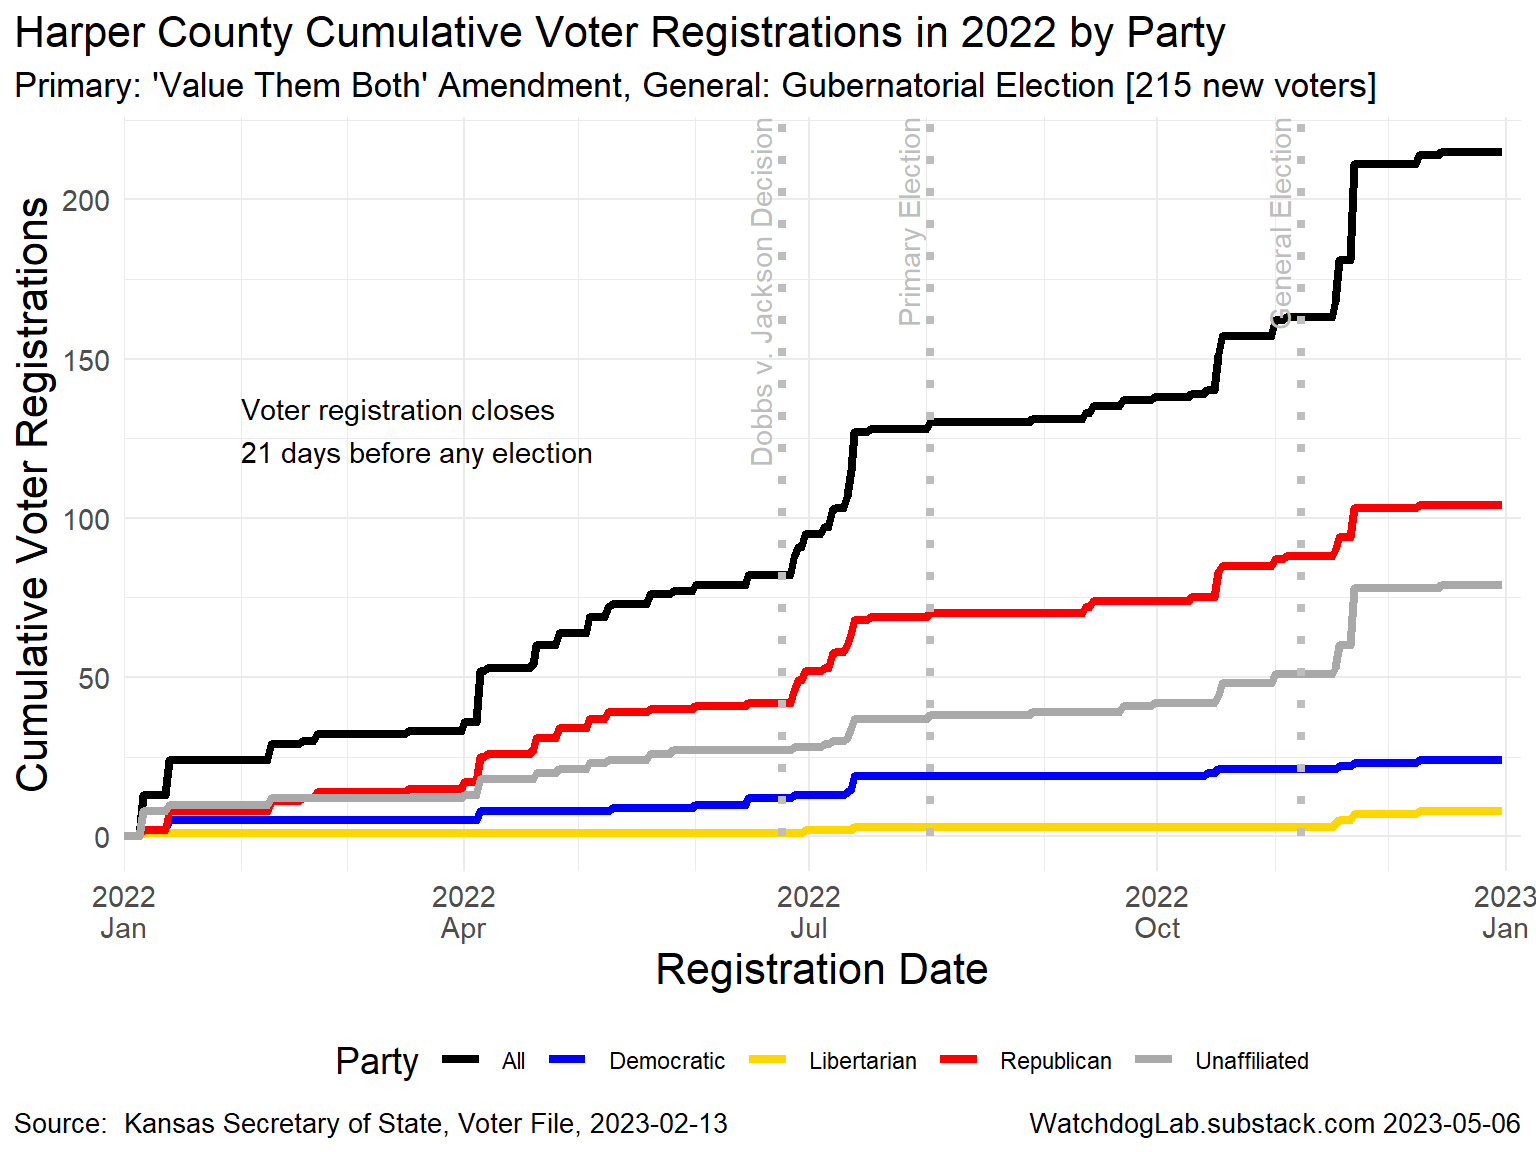 Harper County Cumulative Voter Registrations in 2022 by Party
Primary: 'Value Them Both' Amendment, General: Gubernatorial Election [215 new voters]
Cumulative Voter Registrations
200
150
100
50
0
Dobbs v. Jackson Decision
Primary Election
General Election
Voter registration closes
21 days before any election
2022 2022 2022 2022 2023
Jan Apr Jul Oct Jan
Registration Date
Party All Democratic Libertarian Republican Unaffiliated
Source:  Kansas Secretary of State, Voter File, 2023-02-13
WatchdogLab.substack.com 2023-05-06